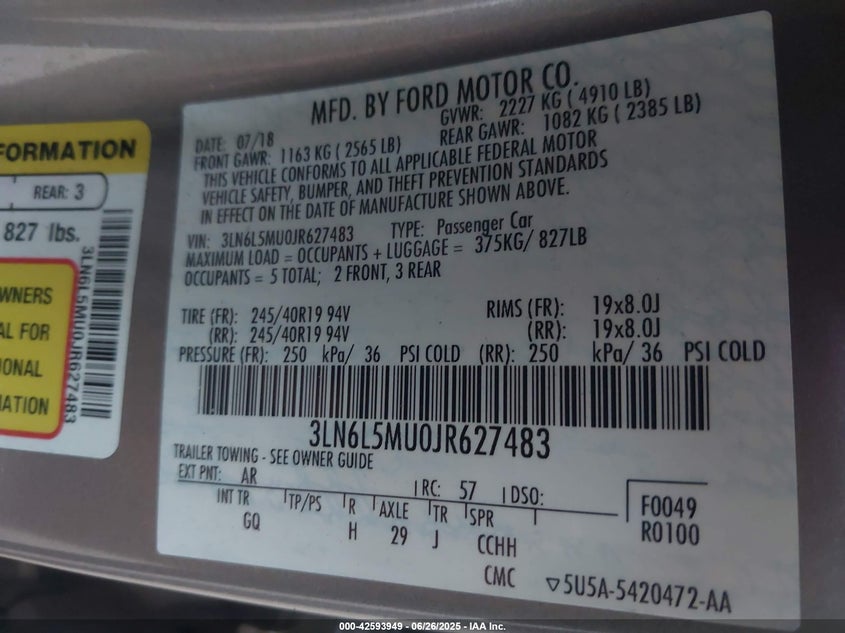 FORMATION
REAR: 3
827 lbs.
3LN6L5MU0JR627483
OWNERS
AL FOR
IONAL
MATION
MFD. BY FORD MOTOR CO.
DATE: 07/18 GVWR: 2227 KG ( 4910 LB)
FRONT GAWR: 1163 KG ( 2565 LB) REAR GAWR: 1082 KG ( 2385 LB)
THIS VEHICLE CONFORMS TO ALL APPLICABLE FEDERAL MOTOR
VEHICLE SAFETY, BUMPER, AND THEFT PREVENTION STANDARDS
IN EFFECT ON THE DATE OF MANUFACTURE SHOWN ABOVE.
VIN: 3LN6L5MU0JR627483 TYPE: Passenger Car
MAXIMUM LOAD = OCCUPANTS + LUGGAGE = 375KG/ 827LB
OCCUPANTS = 5 TOTAL; 2 FRONT, 3 REAR
TIRE (FR): 245/40R19 94V RIMS (FR): 19x8.0J
(RR): 245/40R19 94V (RR): 19x8.0J
PRESSURE (FR): 250 kPa/ 36 PSI COLD (RR): 250 kPa/ 36 PSI COLD
3LN6L5MU0JR627483
TRAILER TOWING - SEE OWNER GUIDE
EXT PNT: AR RC: 57 DSO:
INT TR TP/PS R AXLE TR SPR F0049
GQ H 29 J CCHH R0100
CMC ▽5U5A-5420472-AA
000-42593949 - 06/26/2025 - IAA Inc.